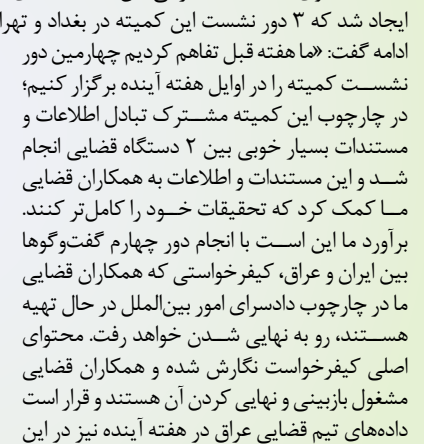 ایجاد شد که ۳ دور نشست این کمیته در بغداد و تهرا
ادامه گفت: «ما هفته قبل تفاهم کردیم چهارمین دور
نشست کمیته را در اوایل هفته آینده برگزار کنیم؛
در چارچوب این کمیته مشترک تبادل اطلاعات و
مستندات بسیار خوبی بین ۲ دستگاه قضایی انجام
شد و این مستندات و اطلاعات به همکاران قضایی
ما کمک کرد که تحقیقات خود را کامل‌تر کنند.
برآورد ما این است با انجام دور چهارم گفت‌وگوها
بین ایران و عراق، کیفرخواستی که همکاران قضایی
ما در چارچوب دادسرای امور بین‌الملل در حال تهیه
هستند، رو به نهایی شدن خواهد رفت. محتوای
اصلی کیفرخواست نگارش شده و همکاران قضایی
مشغول بازبینی و نهایی کردن آن هستند و قرار است
داده‌های تیم قضایی عراق در هفته آینده نیز در این